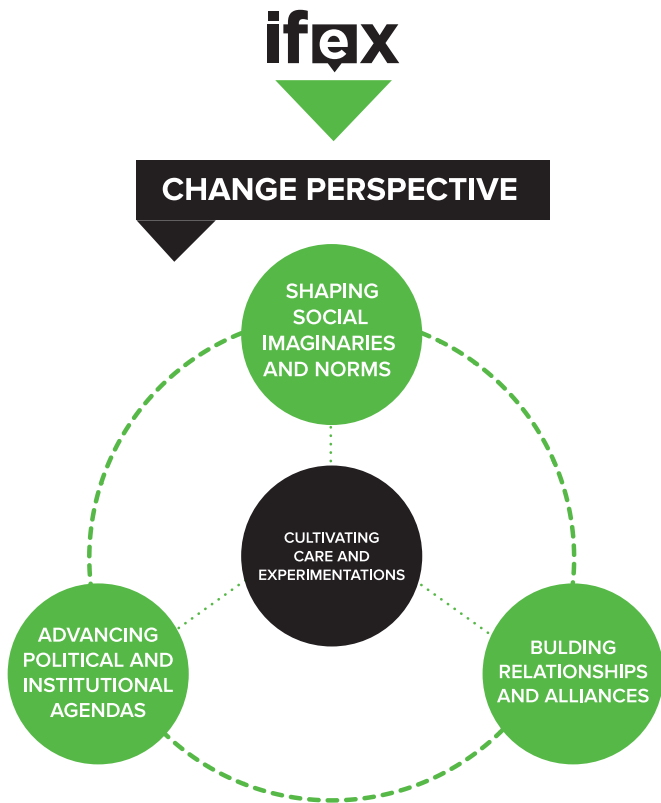 ifex
CHANGE PERSPECTIVE
SHAPING
SOCIAL
IMAGINARIES
AND NORMS
CULTIVATING
CARE AND
EXPERIMENTATIONS
ADVANCING
POLITICAL AND
INSTITUTIONAL
AGENDAS
BULDING
RELATIONSHIPS
AND ALLIANCES